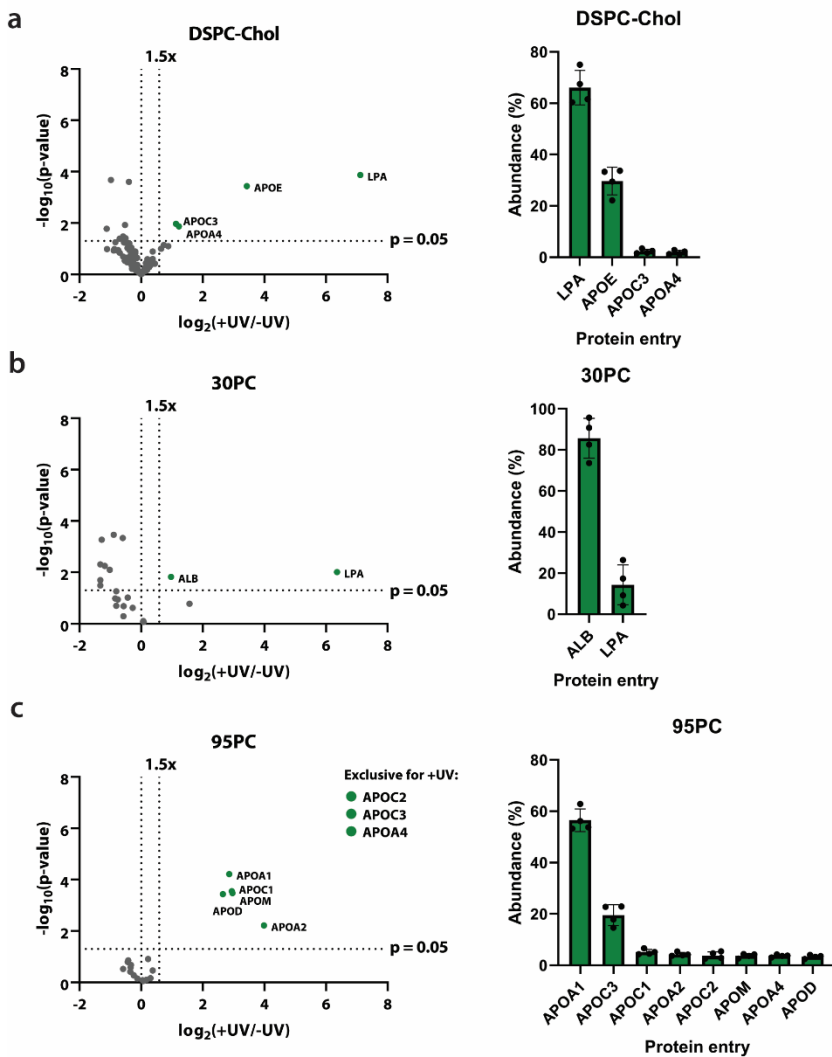 a
DSPC-Chol
1.5x
8
6
4
2
0
-log10(p-value)
LPA
APOE
APOC3
APOA4
p = 0.05
-2 0 2 4 6 8
log2(+UV/-UV)
DSPC-Chol
80
60
40
20
0
Abundance (%)
LPA APOE APOC3 APOA4
Protein entry
b
30PC
1.5x
8
6
4
2
0
-log10(p-value)
ALB
LPA
p = 0.05
-2 0 2 4 6 8
log2(+UV/-UV)
30PC
100
80
60
40
20
0
Abundance (%)
ALB LPA
Protein entry
c
95PC
1.5x
Exclusive for +UV:
APOC2
APOC3
APOA4
8
6
4
2
0
-log10(p-value)
APOA1
APOC1
APOM
APOD
APOA2
p = 0.05
-2 0 2 4 6 8
log2(+UV/-UV)
95PC
80
60
40
20
0
Abundance (%)
APOA1 APOC3 APOC1 APOA2 APOC2 APOM APOA4 APOD
Protein entry